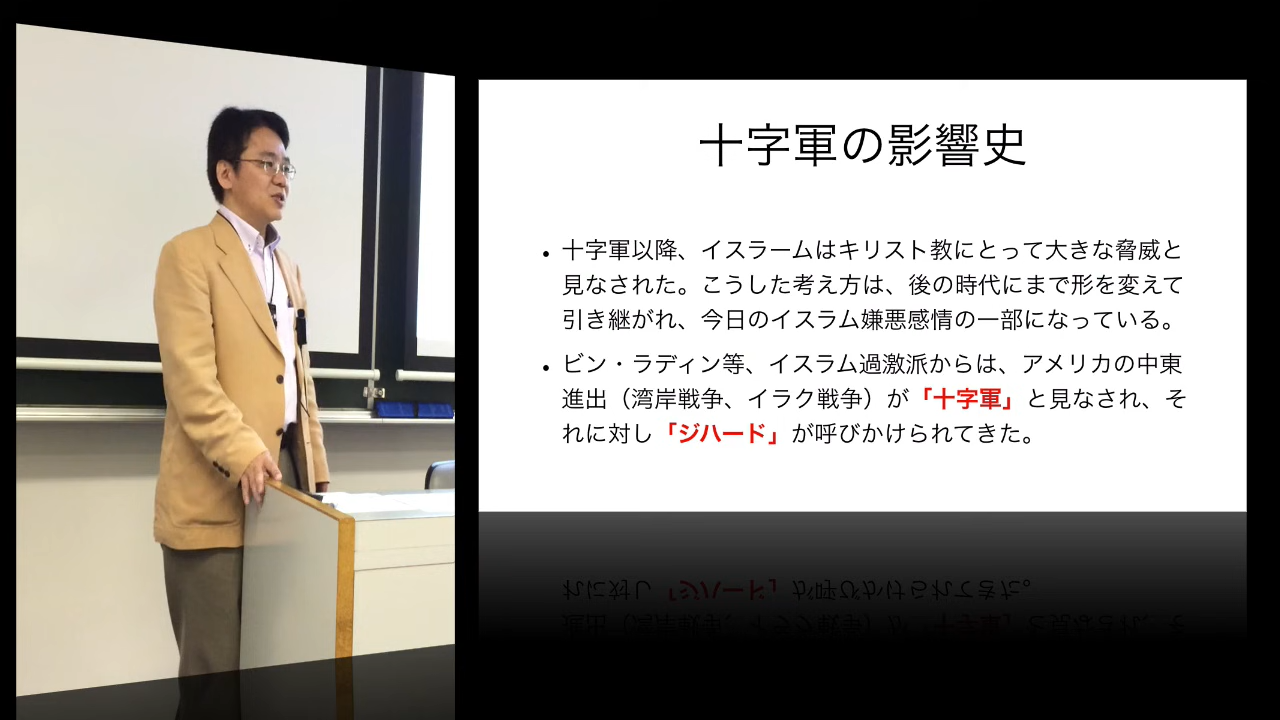 十字軍の影響史
• 十字軍以降、イスラームはキリスト教にとって大きな脅威と
見なされた。こうした考え方は、後の時代にまで形を変えて
引き継がれ、今日のイスラム嫌悪感情の一部になっている。
• ビン・ラディン等、イスラム過激派からは、アメリカの中東
進出（湾岸戦争、イラク戦争）が「十字軍」と見なされ、そ
れに対し「ジハード」が呼びかけられてきた。